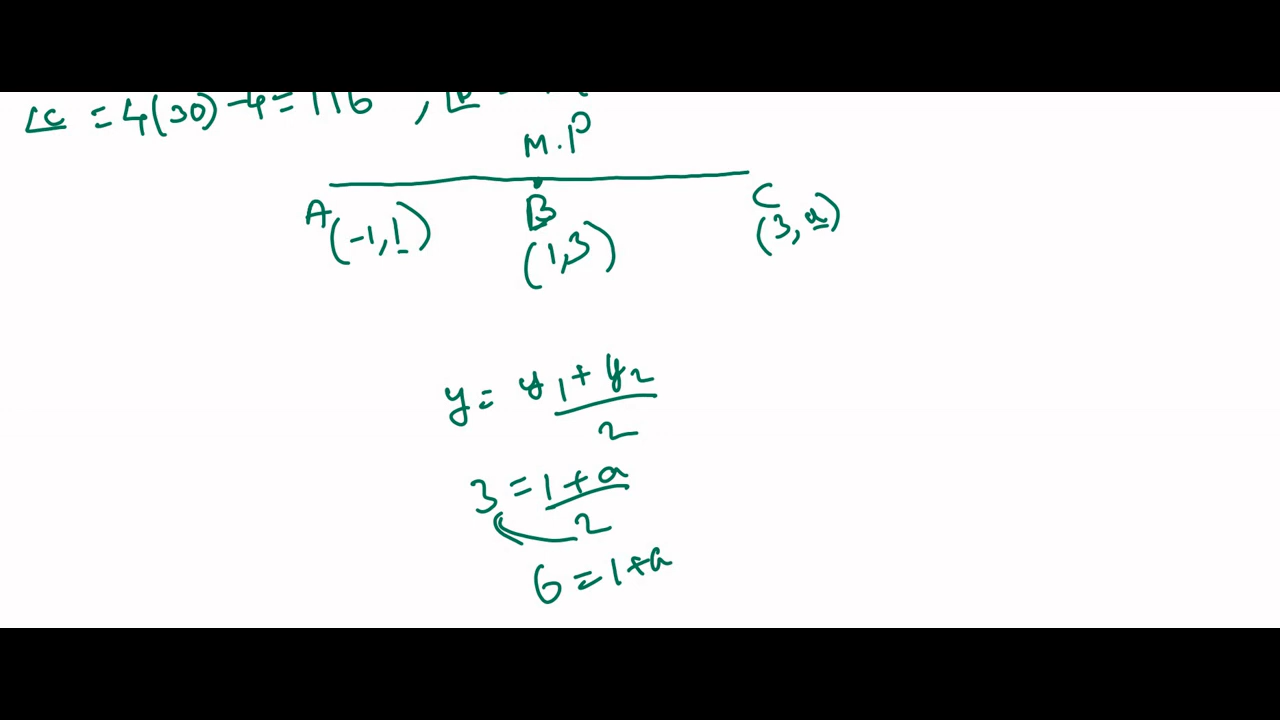 ∠C = 4(30)-4 = 116 ,
M.P
A B C
(-1,1) (1,3) (3,a)
y = y1+y2/2
3 = 1+a/2
6 = 1+a